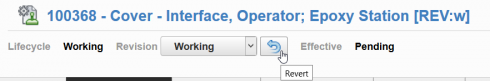 100368 - Cover - Interface, Operator; Epoxy Station [REV:w]
Lifecycle Working Revision Working Effective Pending
Revert